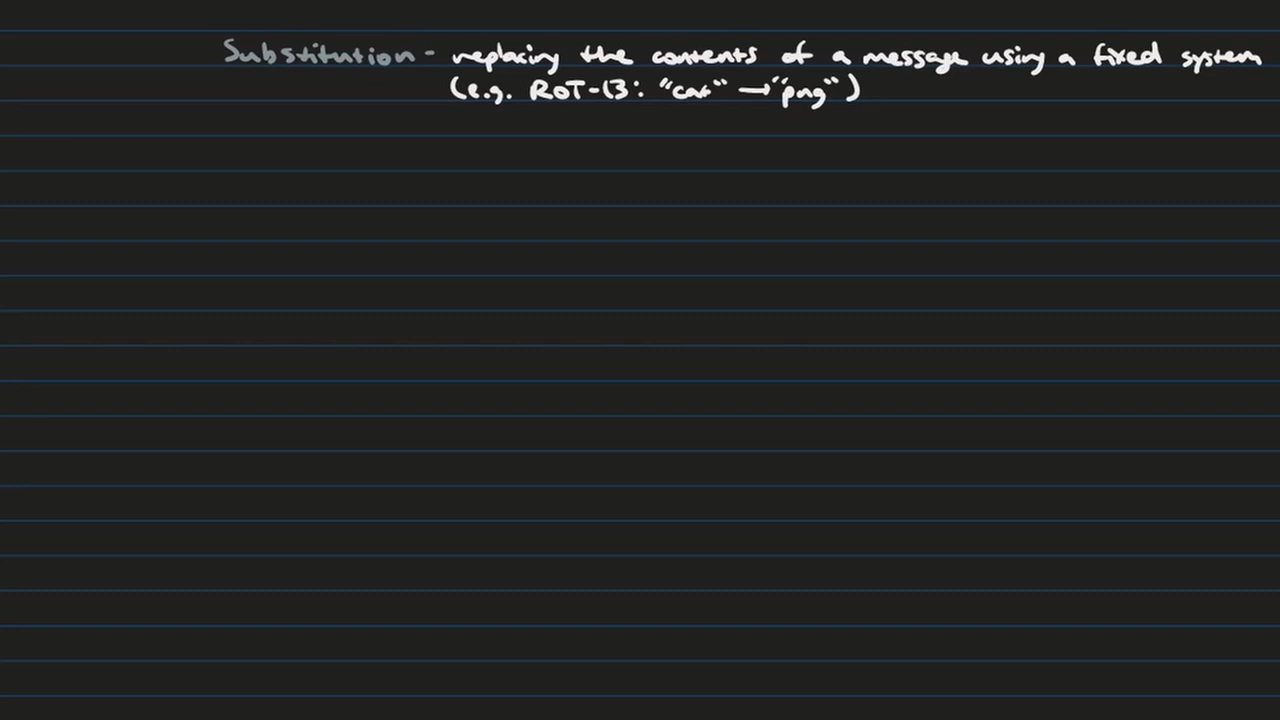 Substitution - replacing the contents of a message using a fixed system
(e.g. ROT-13: "cat" → "png")